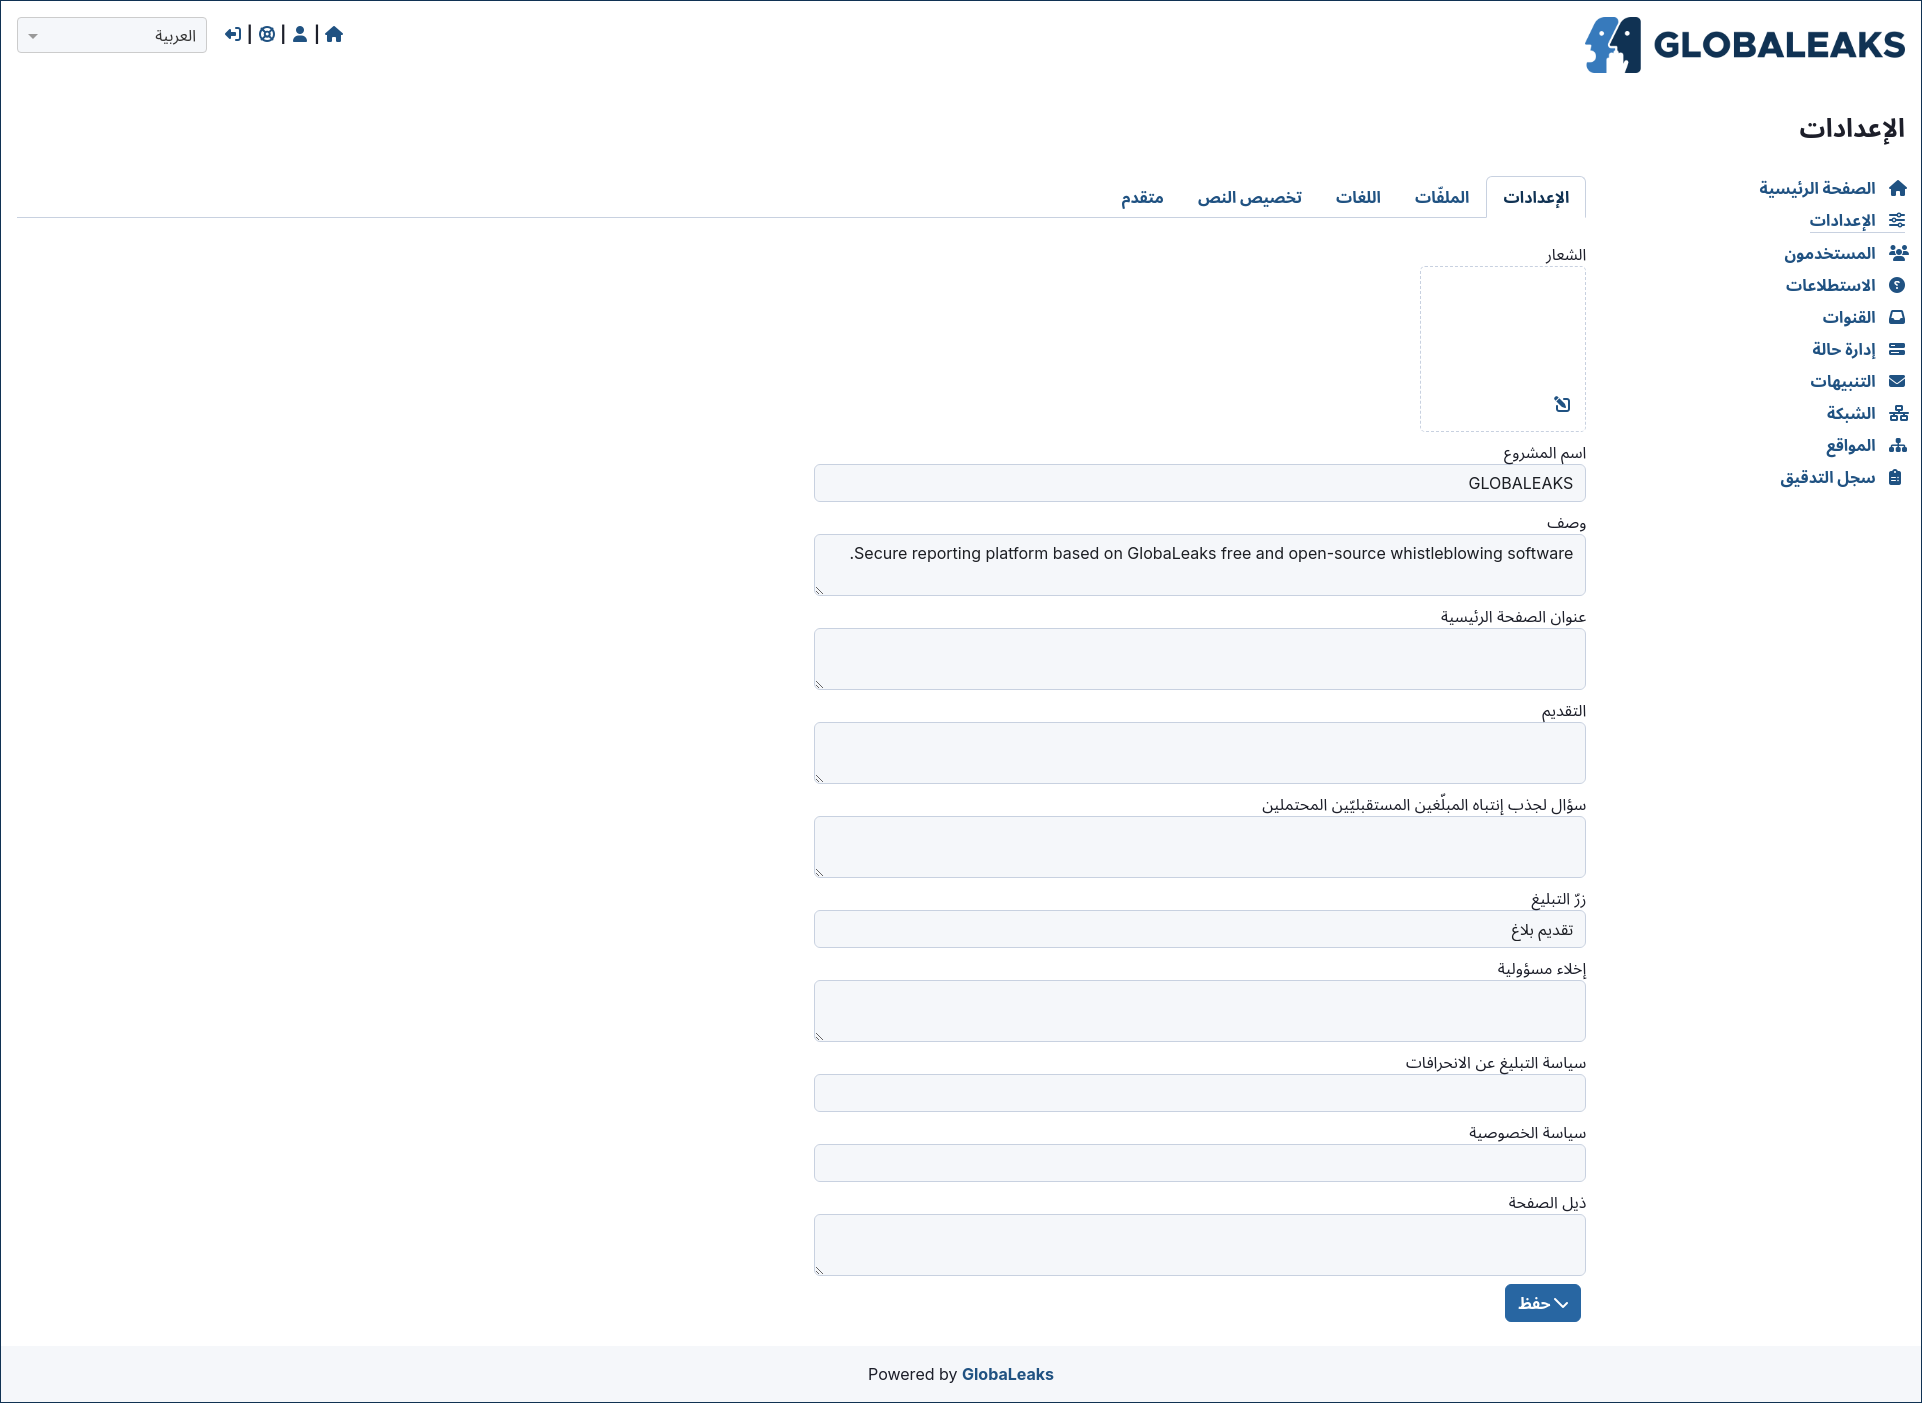 GLOBALEAKS
العربية
الإعدادات
الصفحة الرئيسية
الإعدادات
المستخدمون
الاستطلاعات
القنوات
إدارة حالة
التنبيهات
الشبكة
المواقع
سجل التدقيق
الإعدادات
الملفّات
اللغات
تخصيص النص
متقدم
الشعار
اسم المشروع
GLOBALEAKS
وصف
Secure reporting platform based on GlobaLeaks free and open-source whistleblowing software.
عنوان الصفحة الرئيسية
التقديم
سؤال لجذب إنتباه المبلّغين المستقبليّين المحتملين
زرّ التبليغ
تقديم بلاغ
إخلاء مسؤولية
سياسة التبليغ عن الانحرافات
سياسة الخصوصية
ذيل الصفحة
حفظ
Powered by GlobaLeaks